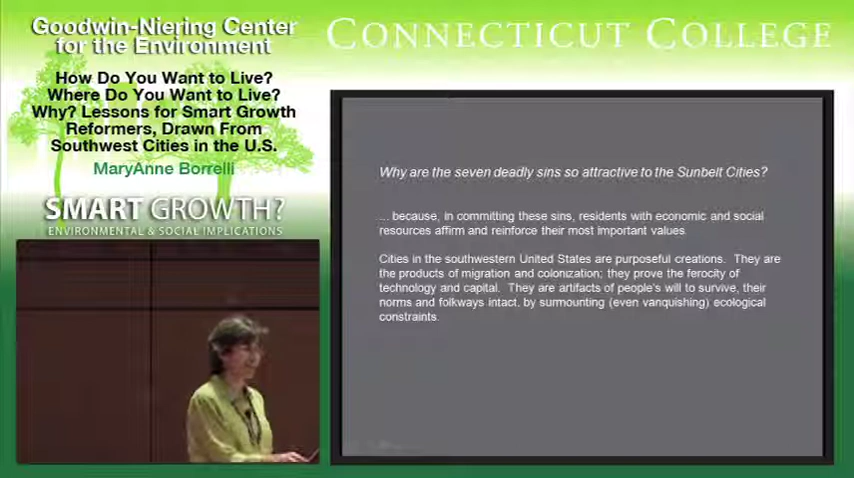 Goodwin-Niering Center
for the Environment
CONNECTICUT COLLEGE
How Do You Want to Live?
Where Do You Want to Live?
Why? Lessons for Smart Growth
Reformers, Drawn From
Southwest Cities in the U.S.
MaryAnne Borrelli
SMART GROWTH?
ENVIRONMENTAL & SOCIAL IMPLICATIONS
Why are the seven deadly sins so attractive to the Sunbelt Cities?
... because, in committing these sins, residents with economic and social
resources affirm and reinforce their most important values.
Cities in the southwestern United States are purposeful creations. They are
the products of migration and colonization; they prove the ferocity of
technology and capital. They are artifacts of people's will to survive, their
norms and folkways intact, by surmounting (even vanquishing) ecological
constraints.